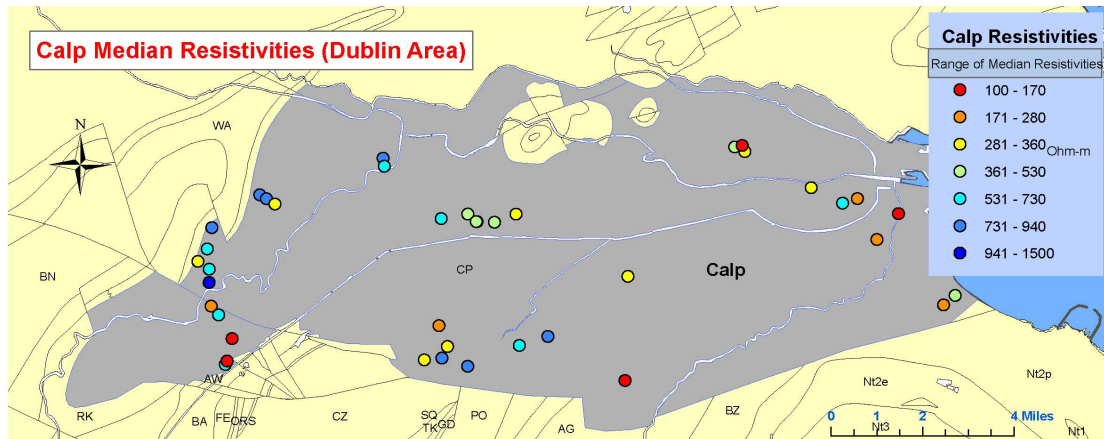 Calp Median Resistivities (Dublin Area)
Calp Resistivities
Range of Median Resistivities
100 - 170
171 - 280
281 - 360
Ohm-m
361 - 530
531 - 730
731 - 940
941 - 1500
N
WA
BN
CP
Calp
AW
RK
BA
FE
ORS
CZ
SQ
TK
GD
PO
AG
BZ
Nt2e
Nt2p
Nt3
Nt1
0 1 2 4 Miles